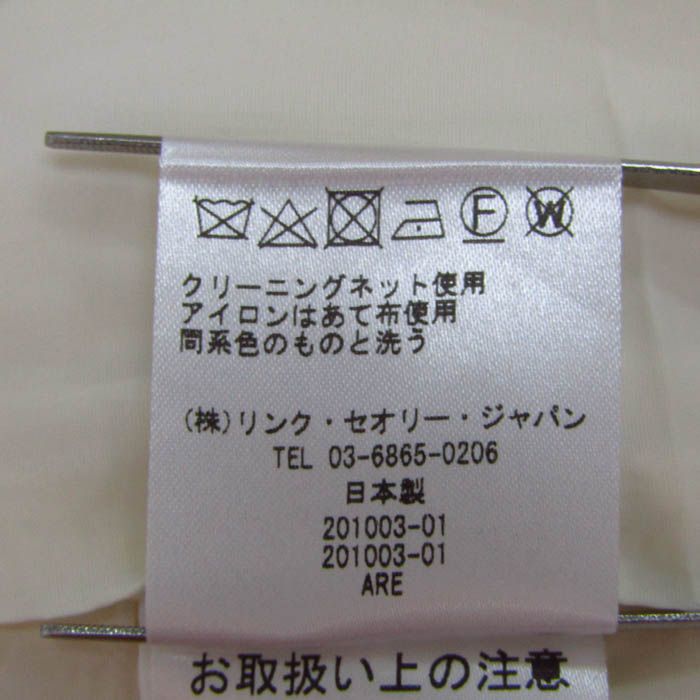 F W
クリーニングネット使用
アイロンはあて布使用
同系色のものと洗う
(株)リンク・セオリー・ジャパン
TEL 03-6865-0206
日本製
201003-01
201003-01
ARE
お取扱い上の注意